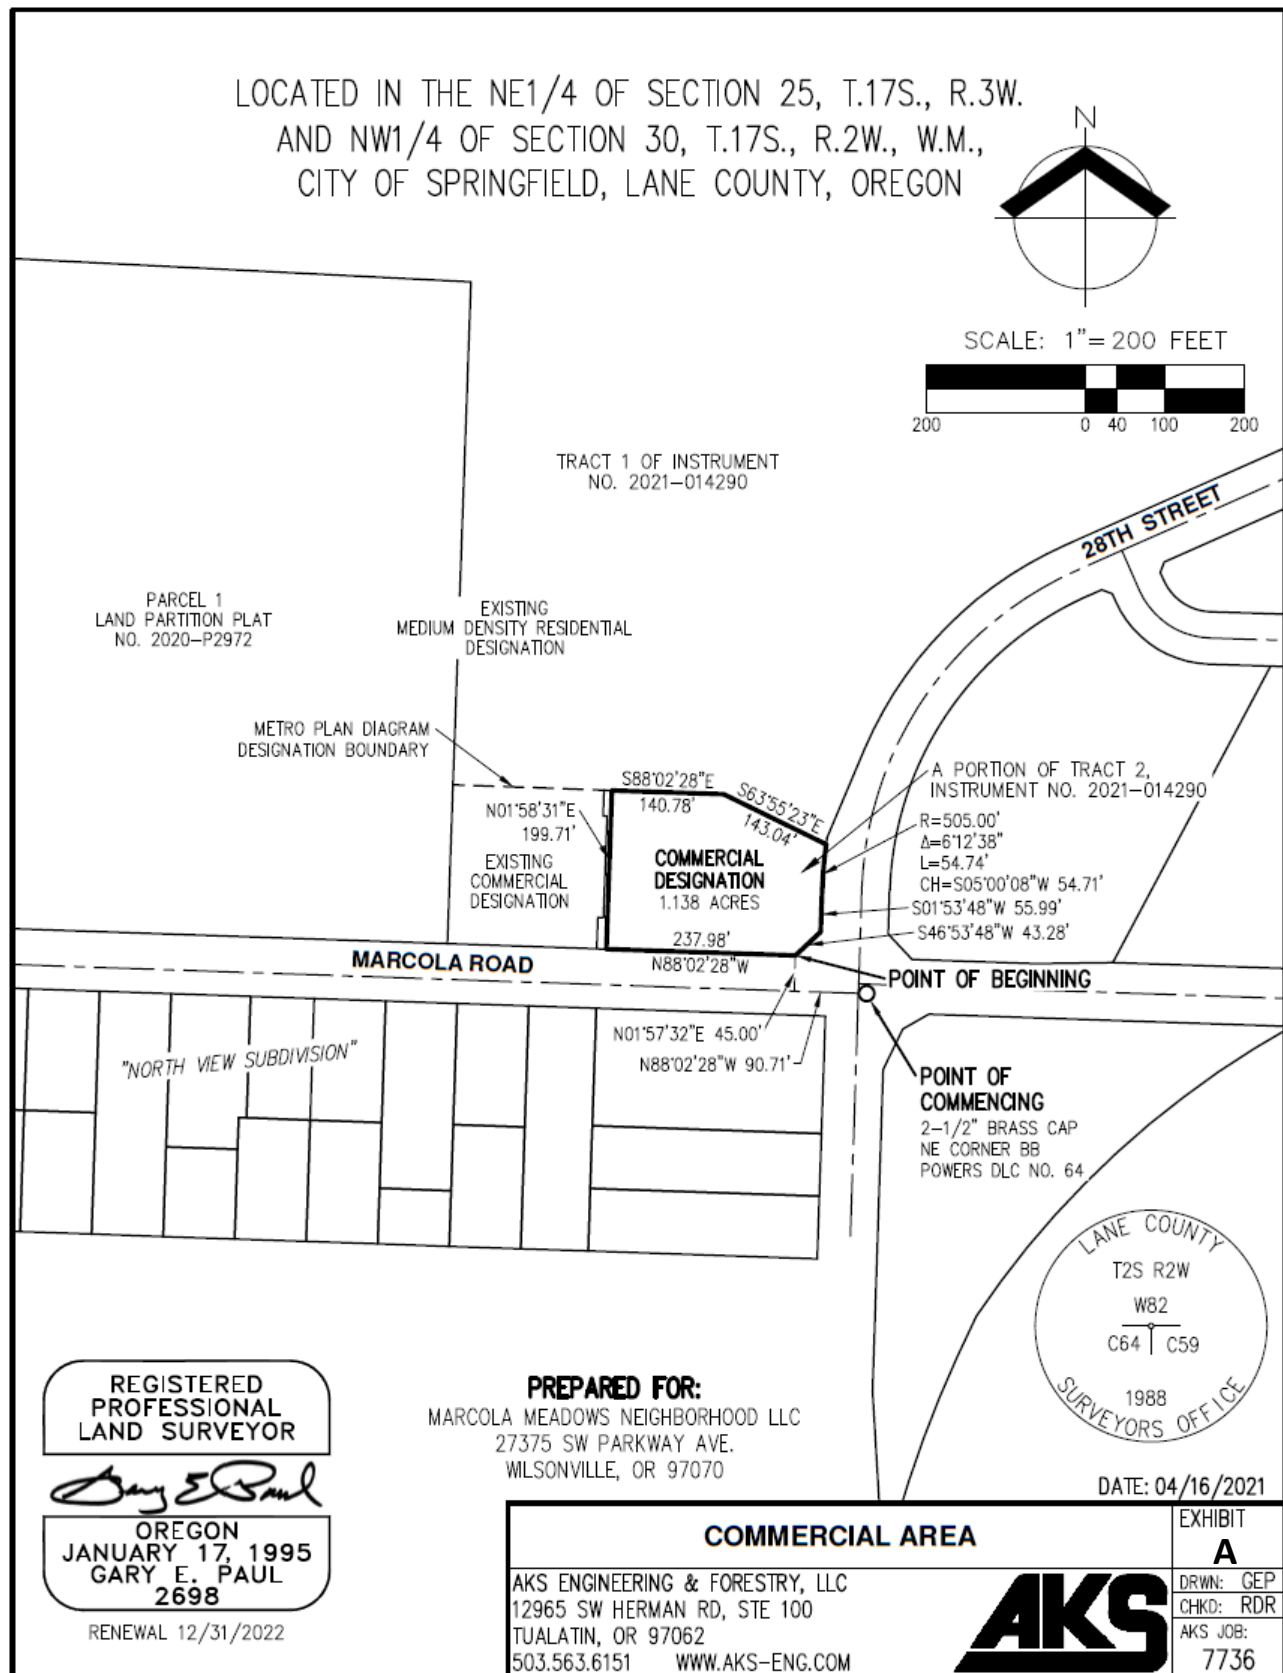 LOCATED IN THE NE1/4 OF SECTION 25, T.17S., R.3W.
AND NW1/4 OF SECTION 30, T.17S., R.2W., W.M.,
CITY OF SPRINGFIELD, LANE COUNTY, OREGON
N
SCALE: 1"= 200 FEET
200 0 40 100 200
TRACT 1 OF INSTRUMENT
NO. 2021-014290
28TH STREET
PARCEL 1
LAND PARTITION PLAT
NO. 2020-P2972
EXISTING
MEDIUM DENSITY RESIDENTIAL
DESIGNATION
METRO PLAN DIAGRAM
DESIGNATION BOUNDARY
S88°02'28"E
140.78'
S63°55'23"E
143.04'
N01°58'31"E
199.71'
A PORTION OF TRACT 2,
INSTRUMENT NO. 2021-014290
R=505.00'
Δ=6°12'38"
L=54.74'
CH=S05°00'08"W 54.71'
S01°53'48"W 55.99'
S46°53'48"W 43.28'
EXISTING
COMMERCIAL
DESIGNATION
COMMERCIAL
DESIGNATION
1.138 ACRES
237.98'
N88°02'28"W
MARCOLA ROAD
POINT OF BEGINNING
N01°57'32"E 45.00'
N88°02'28"W 90.71'
"NORTH VIEW SUBDIVISION"
POINT OF
COMMENCING
2-1/2" BRASS CAP
NE CORNER BB
POWERS DLC NO. 64
LANE COUNTY
T2S R2W
W82
C64 C59
1988
SURVEYORS OFFICE
REGISTERED
PROFESSIONAL
LAND SURVEYOR
Gary E. Paul
OREGON
JANUARY 17, 1995
GARY E. PAUL
2698
RENEWAL 12/31/2022
PREPARED FOR:
MARCOLA MEADOWS NEIGHBORHOOD LLC
27375 SW PARKWAY AVE.
WILSONVILLE, OR 97070
DATE: 04/16/2021
COMMERCIAL AREA
EXHIBIT
A
AKS ENGINEERING & FORESTRY, LLC
12965 SW HERMAN RD, STE 100
TUALATIN, OR 97062
503.563.6151 WWW.AKS-ENG.COM
AKS
DRWN: GEP
CHKD: RDR
AKS JOB:
7736